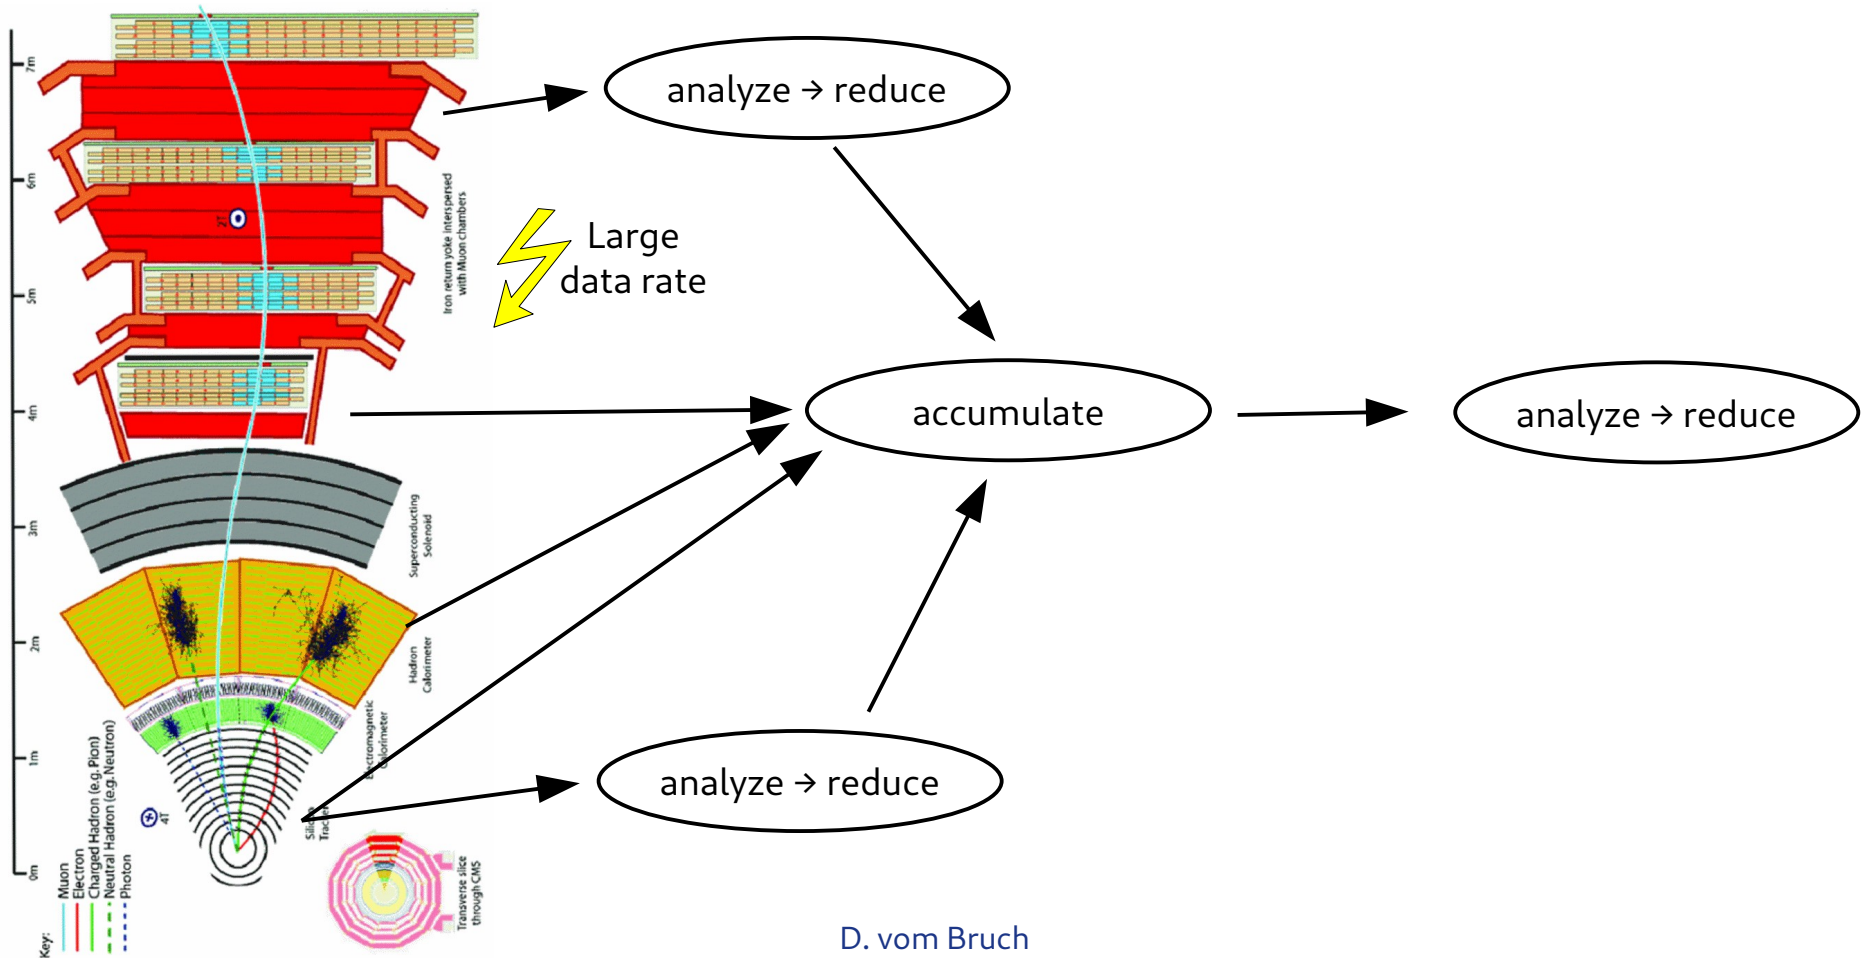 7m
6m
5m
4m
3m
2m
1m
0m
2T
4T
Iron return yoke interspersed
with Muon chambers
Superconducting
Solenoid
Hadron
Calorimeter
Electromagnetic
Calorimeter
Silicon
Tracker
Transverse slice
through CMS
Key:
Muon
Electron
Charged Hadron (e.g. Pion)
Neutral Hadron (e.g. Neutron)
Photon
analyze → reduce
Large
data rate
accumulate
analyze → reduce
analyze → reduce
D. vom Bruch